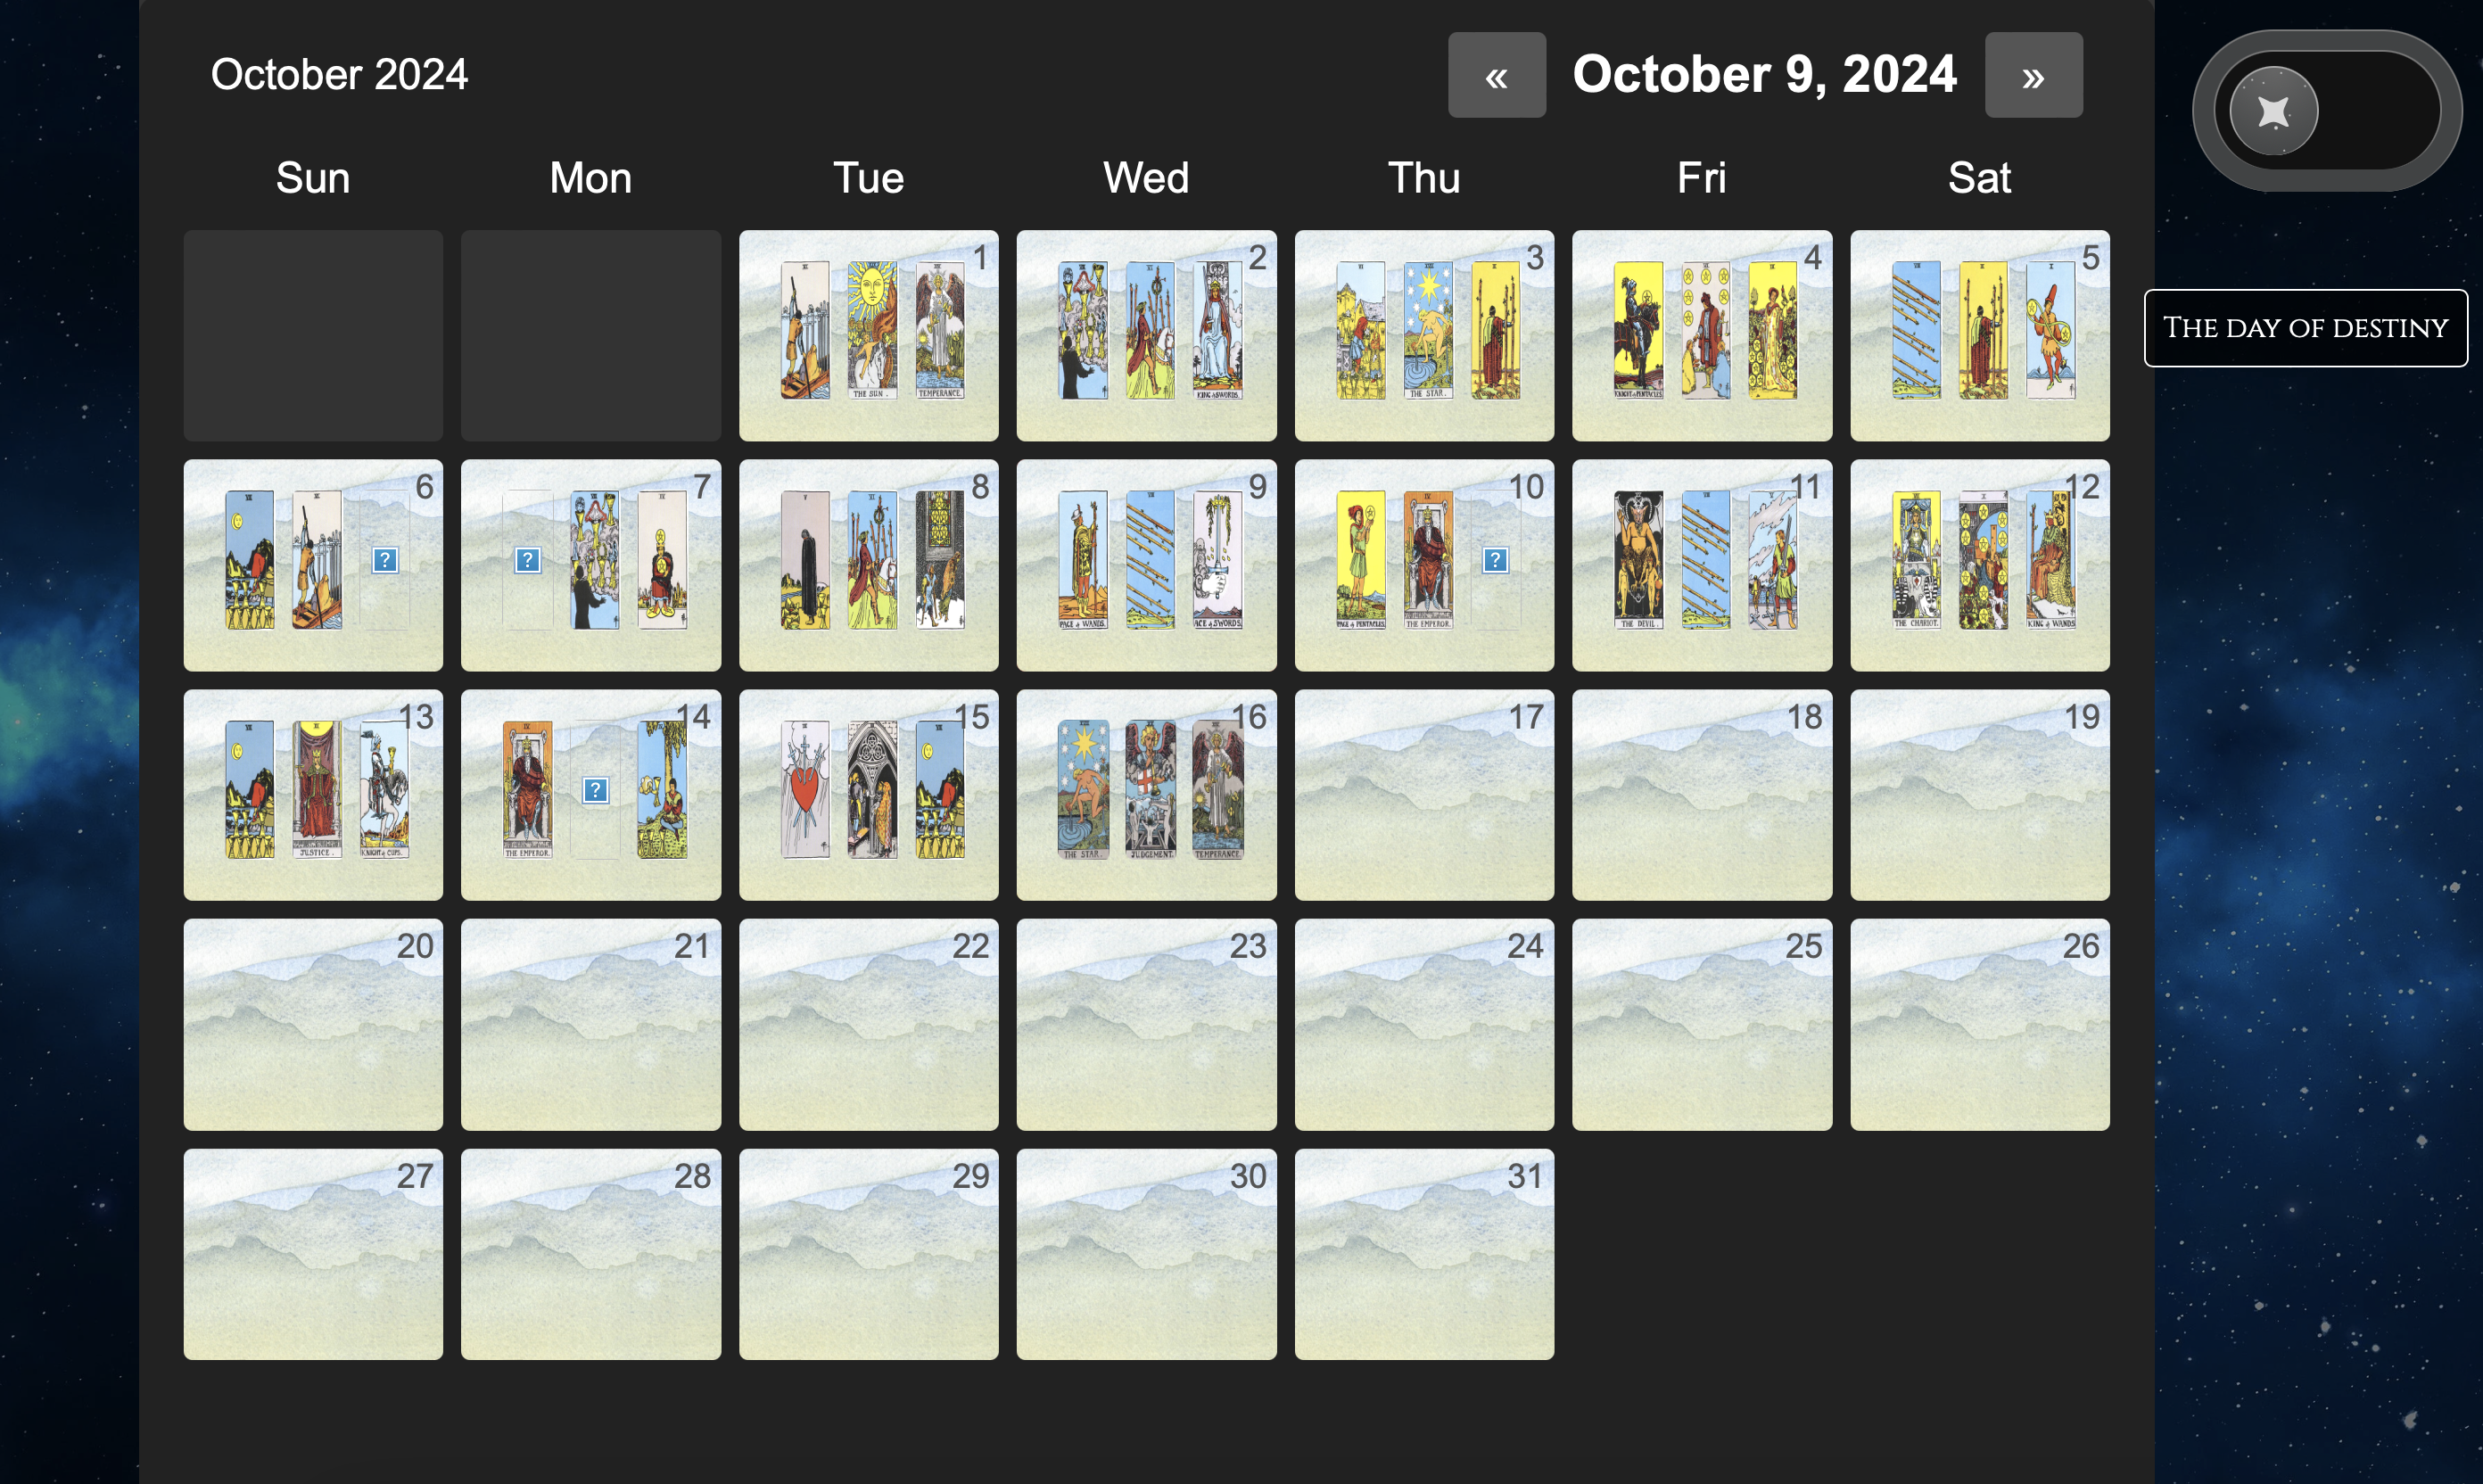 October 2024
«
October 9, 2024
»
Sun Mon Tue Wed Thu Fri Sat
1 2 3 4 5
THE SUN. TEMPERANCE.
KING of SWORDS.
THE STAR.
KNIGHT of PENTACLES.
THE DAY OF DESTINY
6 7 8 9 10 11 12
? ? ?
PAGE of WANDS. ACE of SWORDS.
PAGE of PENTACLES. THE EMPEROR.
THE DEVIL.
THE CHARIOT. KING of WANDS.
13 14 15 16 17 18 19
?
JUSTICE. KNIGHT of CUPS.
THE EMPEROR.
THE STAR. JUDGEMENT. TEMPERANCE.
20 21 22 23 24 25 26
27 28 29 30 31